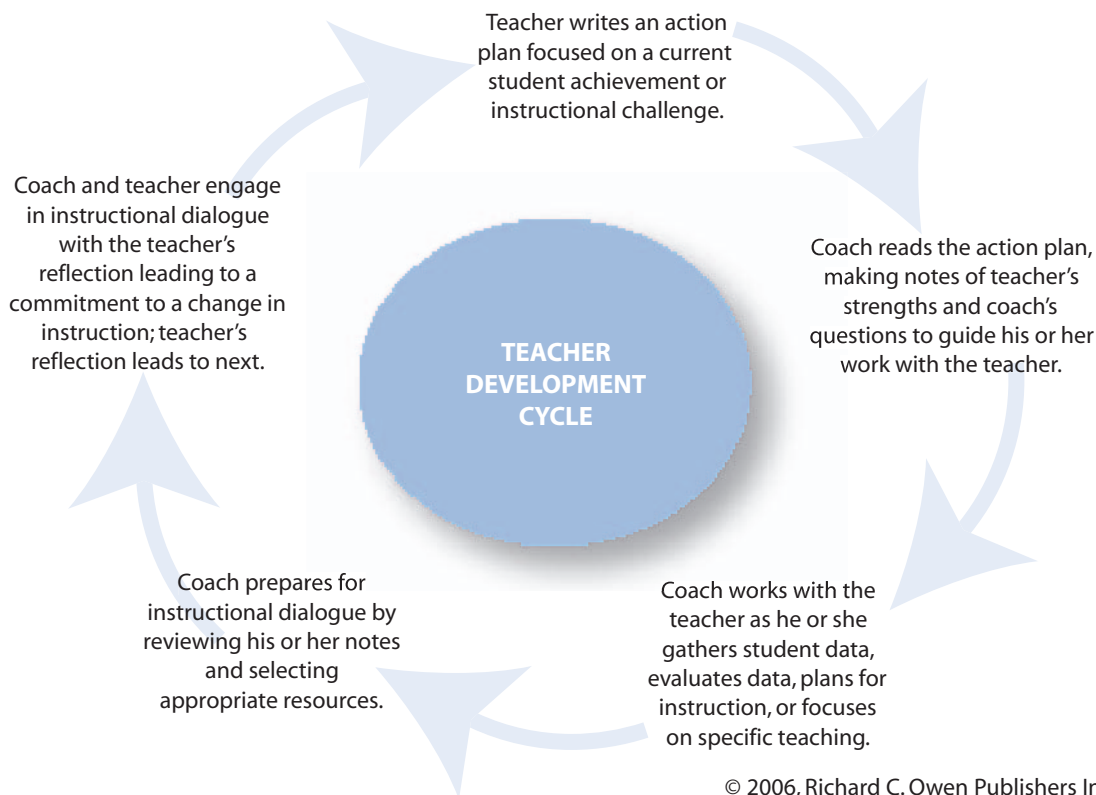 Teacher writes an action
plan focused on a current
student achievement or
instructional challenge.
Coach reads the action plan,
making notes of teacher’s
strengths and coach’s
questions to guide his or her
work with the teacher.
Coach works with the
teacher as he or she
gathers student data,
evaluates data, plans for
instruction, or focuses
on specific teaching.
Coach prepares for
instructional dialogue by
reviewing his or her notes
and selecting
appropriate resources.
Coach and teacher engage
in instructional dialogue
with the teacher’s
reflection leading to a
commitment to a change in
instruction; teacher’s
reflection leads to next.
TEACHER
DEVELOPMENT
CYCLE
© 2006, Richard C. Owen Publishers In